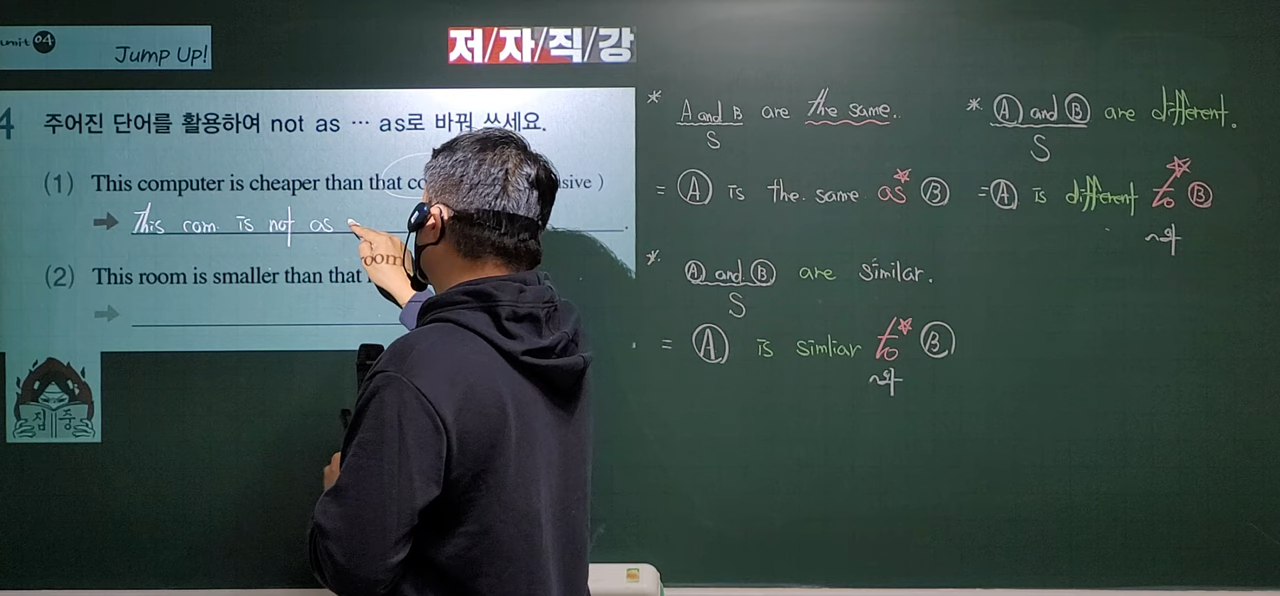 unit 04
Jump Up!
저/자/직/강
4 주어진 단어를 활용하여 not as … as로 바꿔 쓰세요.
(1) This computer is cheaper than that co sive )
➡ This com. is not as
(2) This room is smaller than that room
➡
집중
* A and B are the same..
S
= Ⓐ is the. same as* Ⓑ
*. Ⓐ and. Ⓑ are similar.
S
= Ⓐ is simliar to* Ⓑ
~와
* Ⓐ and Ⓑ are different.
S
= Ⓐ is different to* Ⓑ
~와